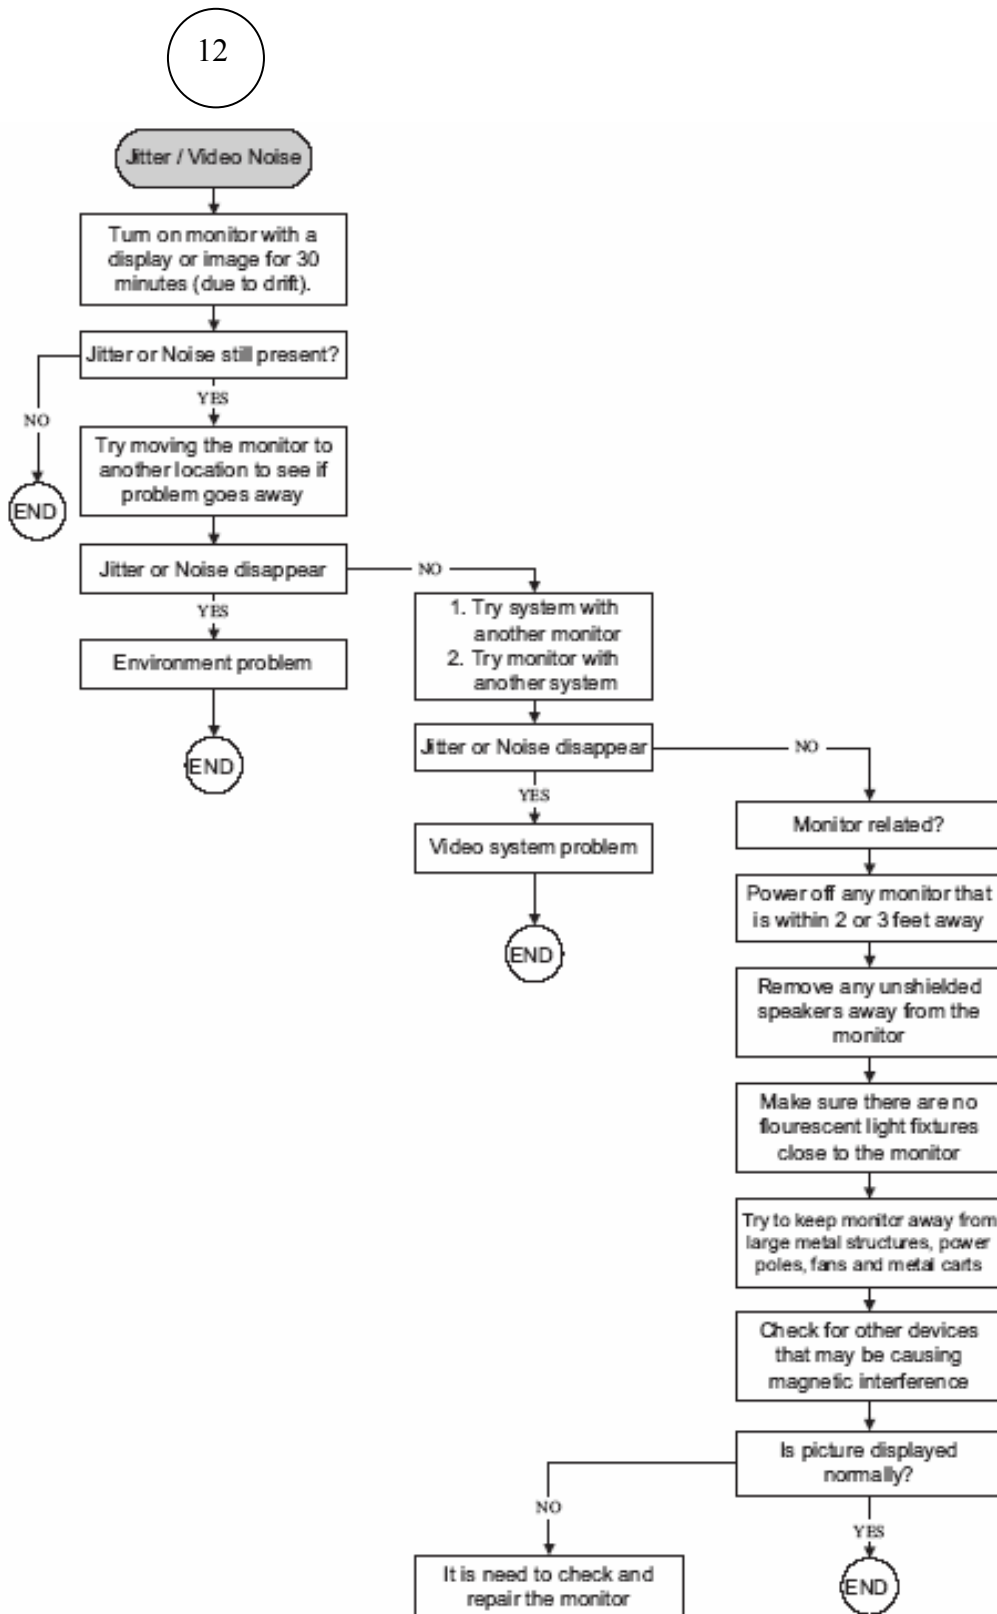 12
Jitter / Video Noise
Turn on monitor with a
display or image for 30
minutes (due to drift).
Jitter or Noise still present?
YES
NO
Try moving the monitor to
another location to see if
problem goes away
END
Jitter or Noise disappear
NO
YES
1. Try system with
another monitor
2. Try monitor with
another system
Environment problem
END
Jitter or Noise disappear
NO
YES
Monitor related?
Video system problem
Power off any monitor that
is within 2 or 3 feet away
END
Remove any unshielded
speakers away from the
monitor
Make sure there are no
flourescent light fixtures
close to the monitor
Try to keep monitor away from
large metal structures, power
poles, fans and metal carts
Check for other devices
that may be causing
magnetic interference
Is picture displayed
normally?
NO
YES
It is need to check and
repair the monitor
END